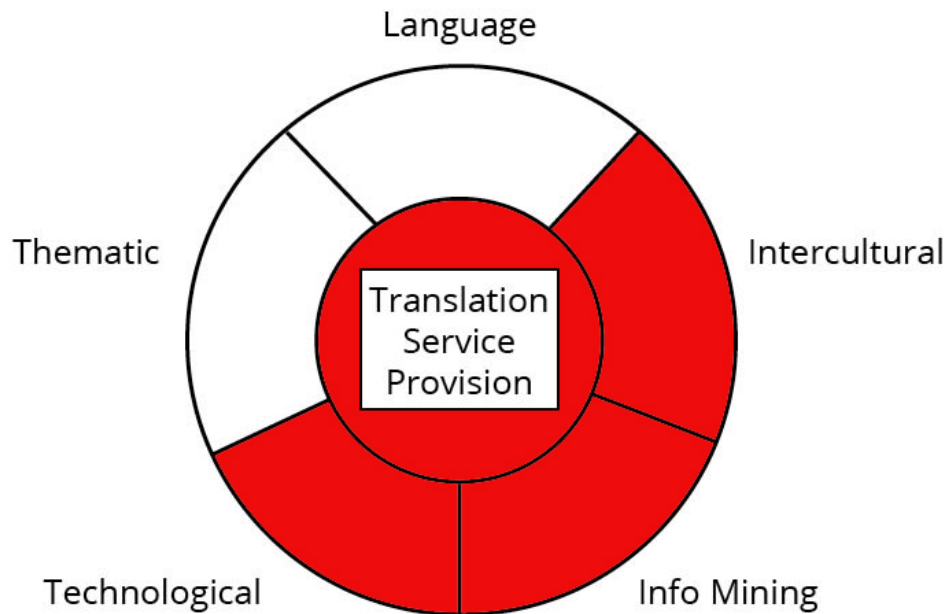 Language
Thematic
Intercultural
Translation
Service
Provision
Technological
Info Mining